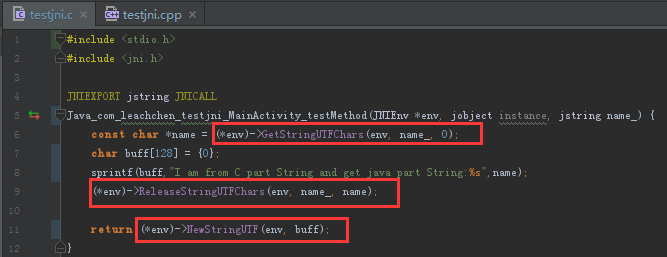 testjni.c × testjni.cpp ×
1 #include <stdio.h>
2 #include <jni.h>
3
4 JNIEXPORT jstring JNICALL
5 Java_com_leachchen_testjni_MainActivity_testMethod(JNIEnv *env, jobject instance, jstring name_) {
6 const char *name = (*env)->GetStringUTFChars(env, name_, 0);
7 char buff[128] = {0};
8 sprintf(buff,"I am from C part String and get java part String:%s",name);
9 (*env)->ReleaseStringUTFChars(env, name_, name);
10
11 return (*env)->NewStringUTF(env, buff);
12 }